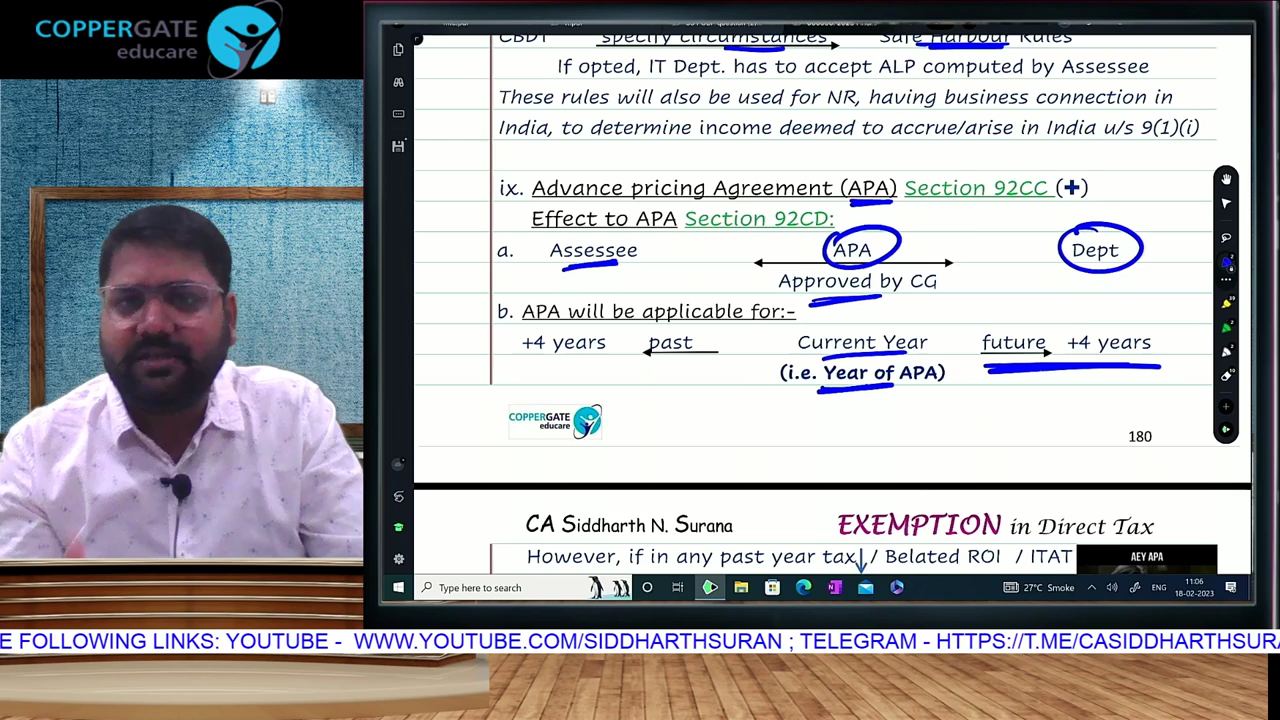 COPPERGATE
educare
CBDT specify circumstances Safe Harbour Rules
If opted, IT Dept. has to accept ALP computed by Assessee
These rules will also be used for NR, having business connection in
India, to determine income deemed to accrue/arise in India u/s 9(1)(i)
ix. Advance pricing Agreement (APA) Section 92CC (+)
Effect to APA Section 92CD:
a. Assessee APA Dept
Approved by CG
b. APA will be applicable for:-
+4 years past Current Year future +4 years
(i.e. Year of APA)
COPPERGATE
educare
180
CA Siddharth N. Surana EXEMPTION in Direct Tax
However, if in any past year tax↓ / Belated ROI / ITAT
AEY APA
Type here to search
27°C Smoke
ENG
11:06
18-02-2023
E FOLLOWING LINKS: YOUTUBE - WWW.YOUTUBE.COM/SIDDHARTHSURAN ; TELEGRAM - HTTPS://T.ME/CASIDDHARTHSURA